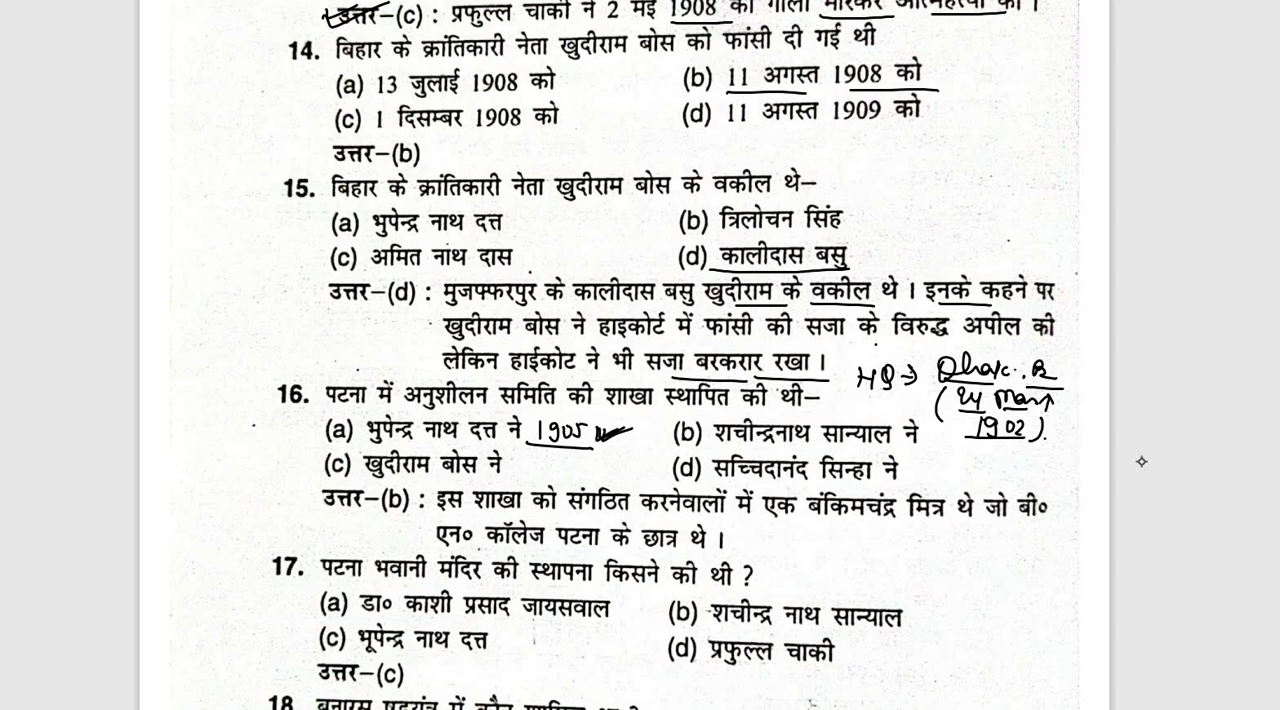 उत्तर–(c) : प्रफुल्ल चाकी ने 2 मई 1908 को गोली मारकर आत्महत्या की ।
14. बिहार के क्रांतिकारी नेता खुदीराम बोस को फांसी दी गई थी
(a) 13 जुलाई 1908 को (b) 11 अगस्त 1908 को
(c) 1 दिसम्बर 1908 को (d) 11 अगस्त 1909 को
उत्तर–(b)
15. बिहार के क्रांतिकारी नेता खुदीराम बोस के वकील थे–
(a) भुपेन्द्र नाथ दत्त (b) त्रिलोचन सिंह
(c) अमित नाथ दास (d) कालीदास बसु
उत्तर–(d) : मुजफ्फरपुर के कालीदास बसु खुदीराम के वकील थे । इनके कहने पर
खुदीराम बोस ने हाइकोर्ट में फांसी की सजा के विरुद्ध अपील की
लेकिन हाईकोट ने भी सजा बरकरार रखा ।
HQ → Dhak. B
16. पटना में अनुशीलन समिति की शाखा स्थापित की थी–
(24 Mar
1902).
(a) भुपेन्द्र नाथ दत्त ने 1905 (b) शचीन्द्रनाथ सान्याल ने
(c) खुदीराम बोस ने (d) सच्चिदानंद सिन्हा ने
उत्तर–(b) : इस शाखा को संगठित करनेवालों में एक बंकिमचंद्र मित्र थे जो बी०
एन० कॉलेज पटना के छात्र थे ।
17. पटना भवानी मंदिर की स्थापना किसने की थी ?
(a) डा० काशी प्रसाद जायसवाल (b) शचीन्द्र नाथ सान्याल
(c) भूपेन्द्र नाथ दत्त (d) प्रफुल्ल चाकी
उत्तर–(c)
18.